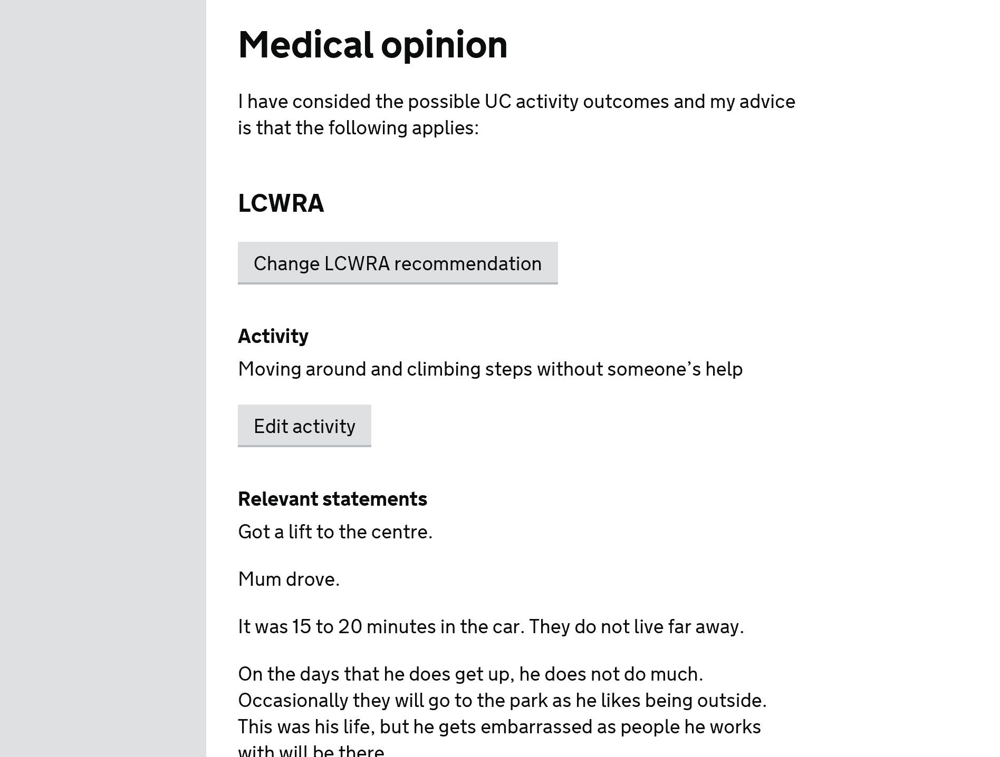 Medical opinion
I have consided the possible UC activity outcomes and my advice
is that the following applies:
LCWRA
Change LCWRA recommendation
Activity
Moving around and climbing steps without someone’s help
Edit activity
Relevant statements
Got a lift to the centre.
Mum drove.
It was 15 to 20 minutes in the car. They do not live far away.
On the days that he does get up, he does not do much.
Occasionally they will go to the park as he likes being outside.
This was his life, but he gets embarrassed as people he works
with will be there